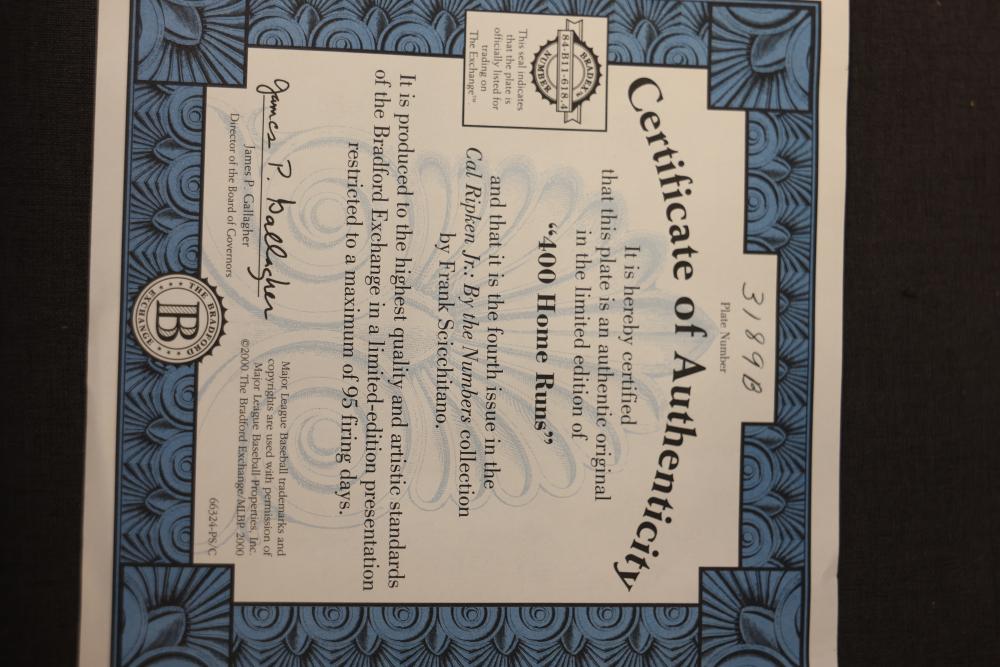 3189B
Plate Number
BRADEX™
84-B11-618.4
NUMBER
This seal indicates
that the plate is
officially listed for
trading on
The Exchange™
Certificate of Authenticity
It is hereby certified
that this plate is an authentic original
in the limited edition of
“400 Home Runs”
and that it is the fourth issue in the
Cal Ripken Jr.: By the Numbers collection
by Frank Scicchitano.
It is produced to the highest quality and artistic standards
of the Bradford Exchange in a limited-edition presentation
restricted to a maximum of 95 firing days.
James P. Gallagher
James P. Gallagher
Director of the Board of Governors
THE BRADFORD
B
EXCHANGE
Major League Baseball trademarks and
copyrights are used with permission of
Major League Baseball Properties, Inc.
©2000 The Bradford Exchange/MLBP 2000
66324-PS/C